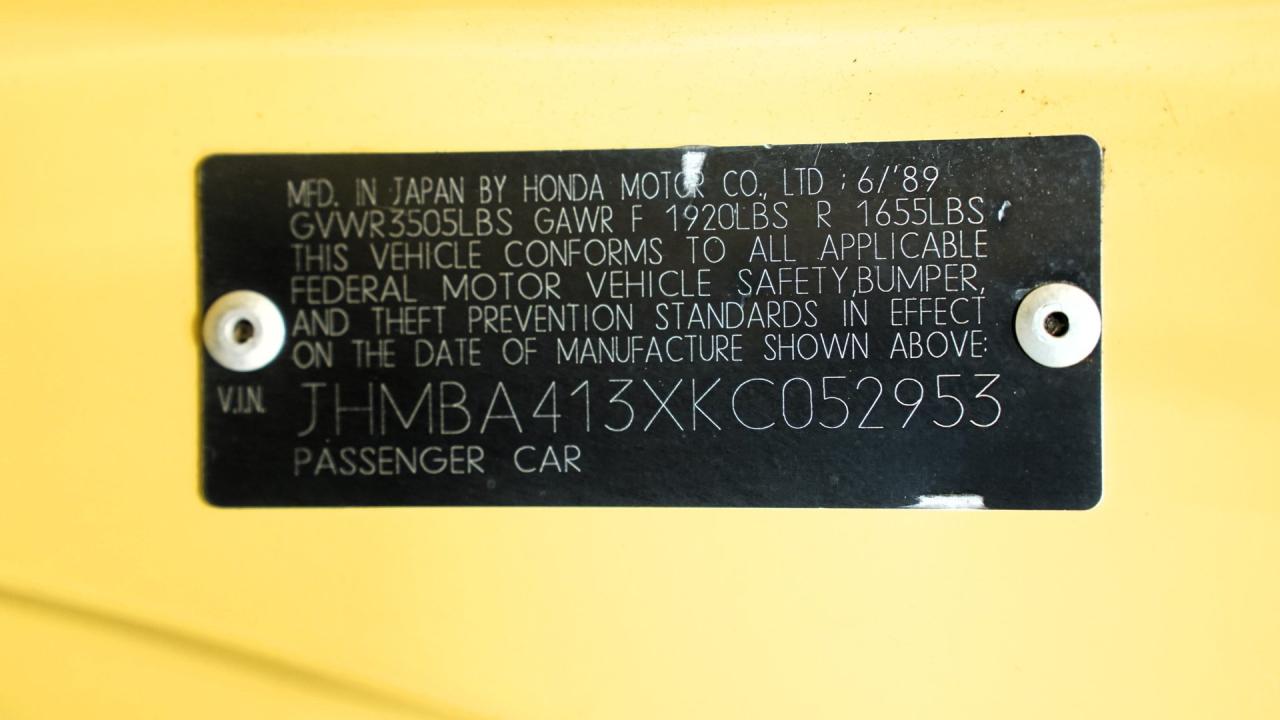 MFD. IN JAPAN BY HONDA MOTOR CO., LTD ; 6/'89
GVWR3505LBS GAWR F 1920LBS R 1655LBS
THIS VEHICLE CONFORMS TO ALL APPLICABLE
FEDERAL MOTOR VEHICLE SAFETY,BUMPER,
AND THEFT PREVENTION STANDARDS IN EFFECT
ON THE DATE OF MANUFACTURE SHOWN ABOVE:
V.I.N. JHMBA413XKC052953
PASSENGER CAR